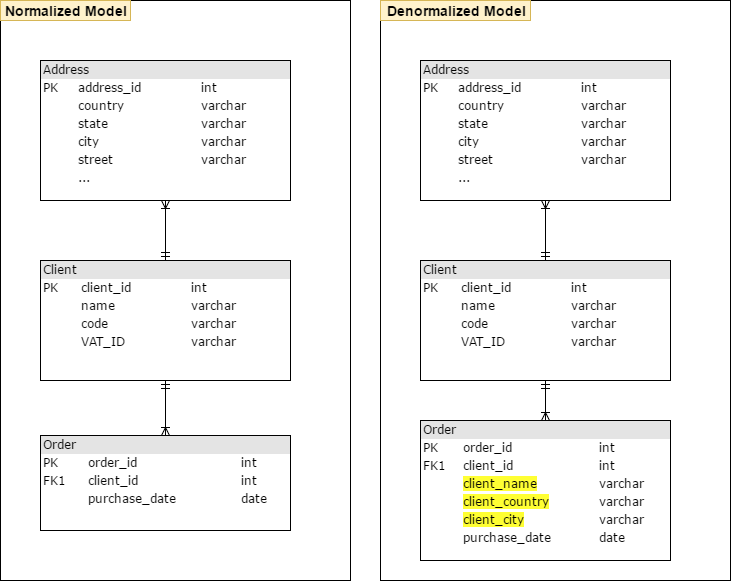 Normalized Model
Address
PK address_id int
country varchar
state varchar
city varchar
street varchar
...
Client
PK client_id int
name varchar
code varchar
VAT_ID varchar
Order
PK order_id int
FK1 client_id int
purchase_date date
Denormalized Model
Address
PK address_id int
country varchar
state varchar
city varchar
street varchar
...
Client
PK client_id int
name varchar
code varchar
VAT_ID varchar
Order
PK order_id int
FK1 client_id int
client_name varchar
client_country varchar
client_city varchar
purchase_date date